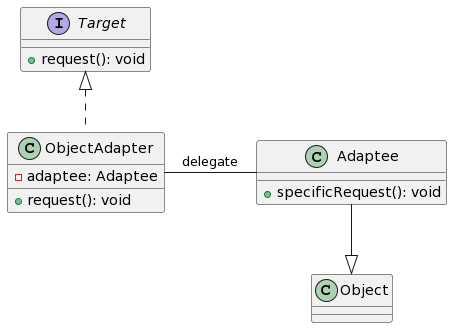 I Target
request(): void
C ObjectAdapter
adaptee: Adaptee
request(): void
delegate
C Adaptee
specificRequest(): void
C Object